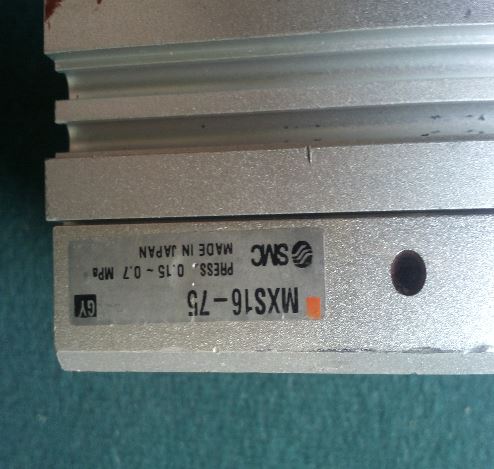 MXS16-75
PRESS. 0.15 ~ 0.7 MPa
GY
SMC
MADE IN JAPAN